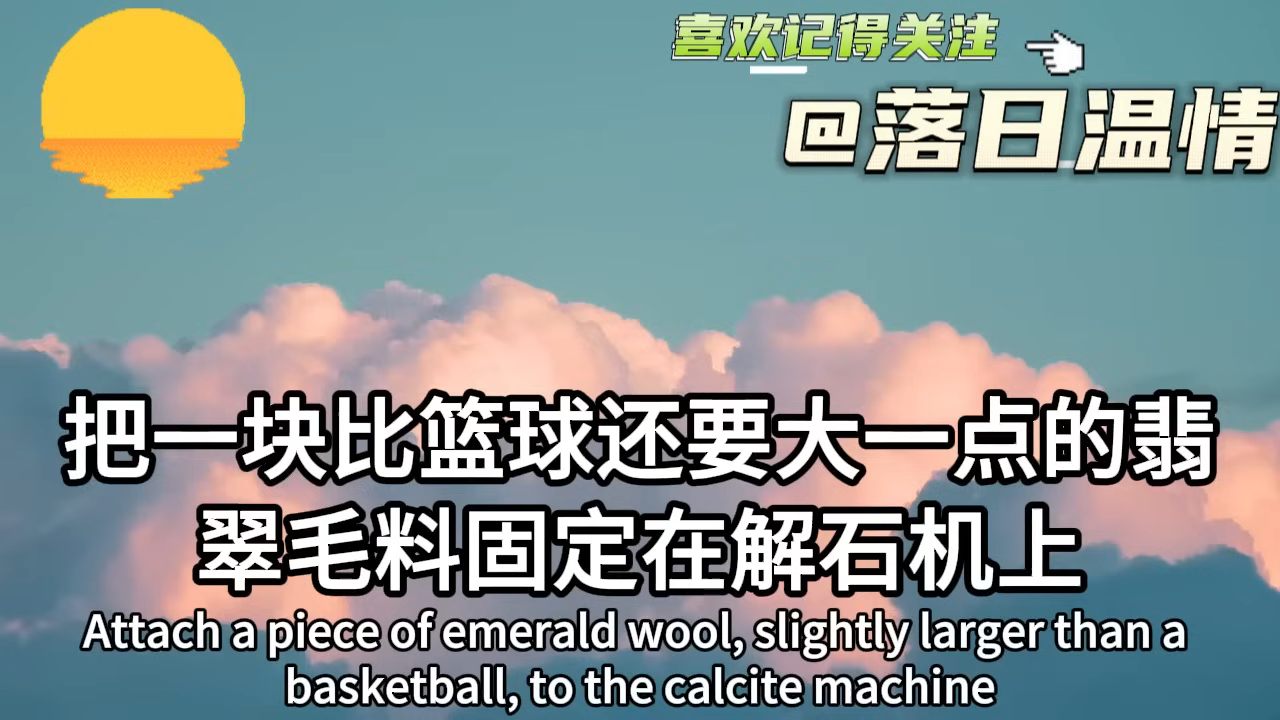 喜欢记得关注
@落日温情
把一块比篮球还要大一点的翡
翠毛料固定在解石机上
Attach a piece of emerald wool, slightly larger than a
basketball, to the calcite machine